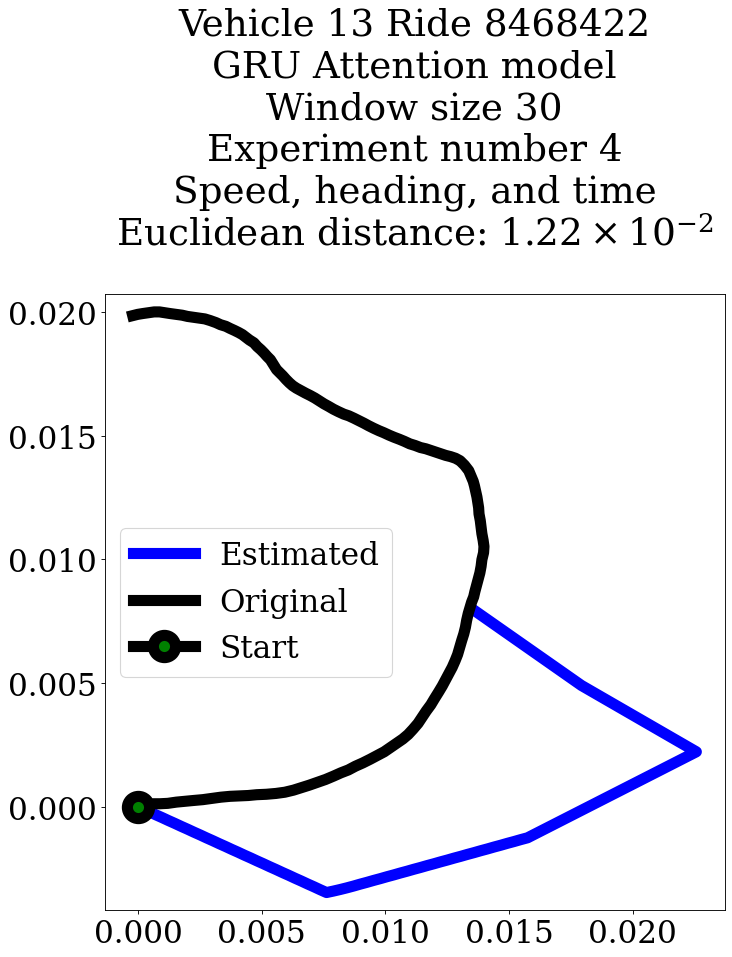 Vehicle 13 Ride 8468422
GRU Attention model
Window size 30
Experiment number 4
Speed, heading, and time
Euclidean distance: 1.22 × 10⁻²
0.020
0.015
0.010
0.005
0.000
Estimated
Original
Start
0.000 0.005 0.010 0.015 0.020